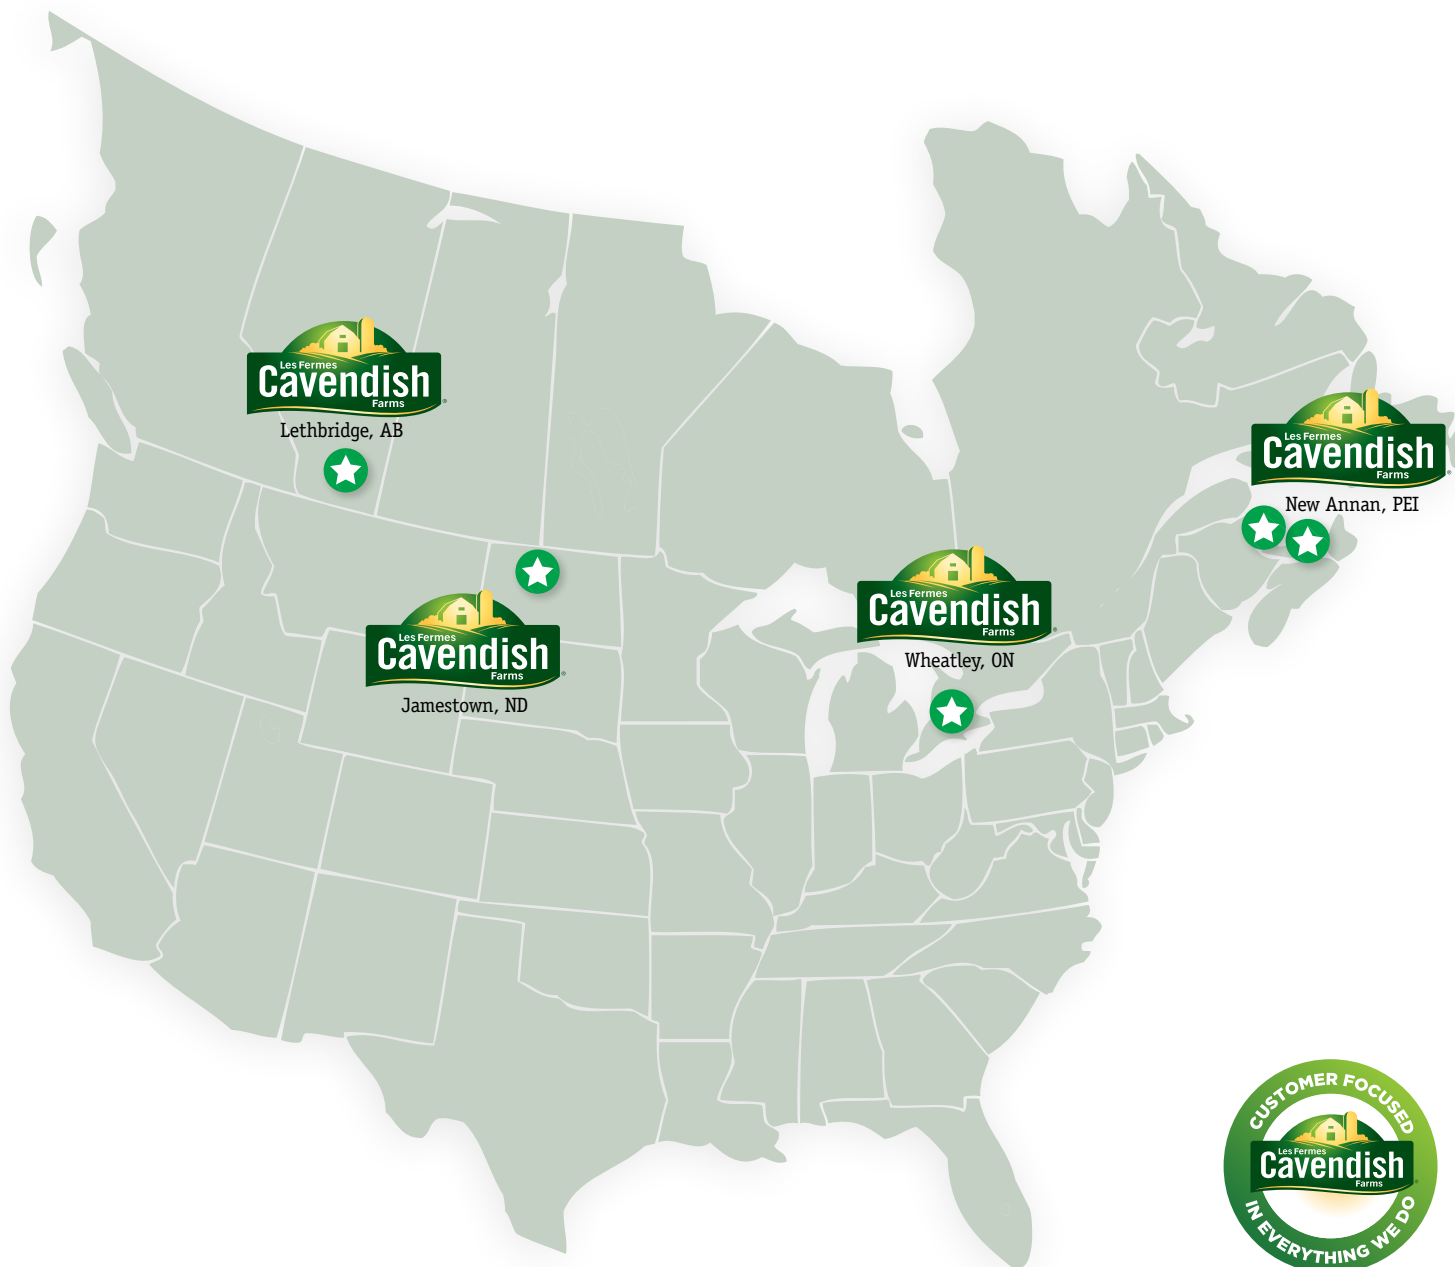 Les Fermes
Cavendish
Farms
Lethbridge, AB
Les Fermes
Cavendish
Farms
New Annan, PEI
Les Fermes
Cavendish
Farms
Wheatley, ON
Les Fermes
Cavendish
Farms
Jamestown, ND
CUSTOMER FOCUSED
Les Fermes
Cavendish
Farms
IN EVERYTHING WE DO